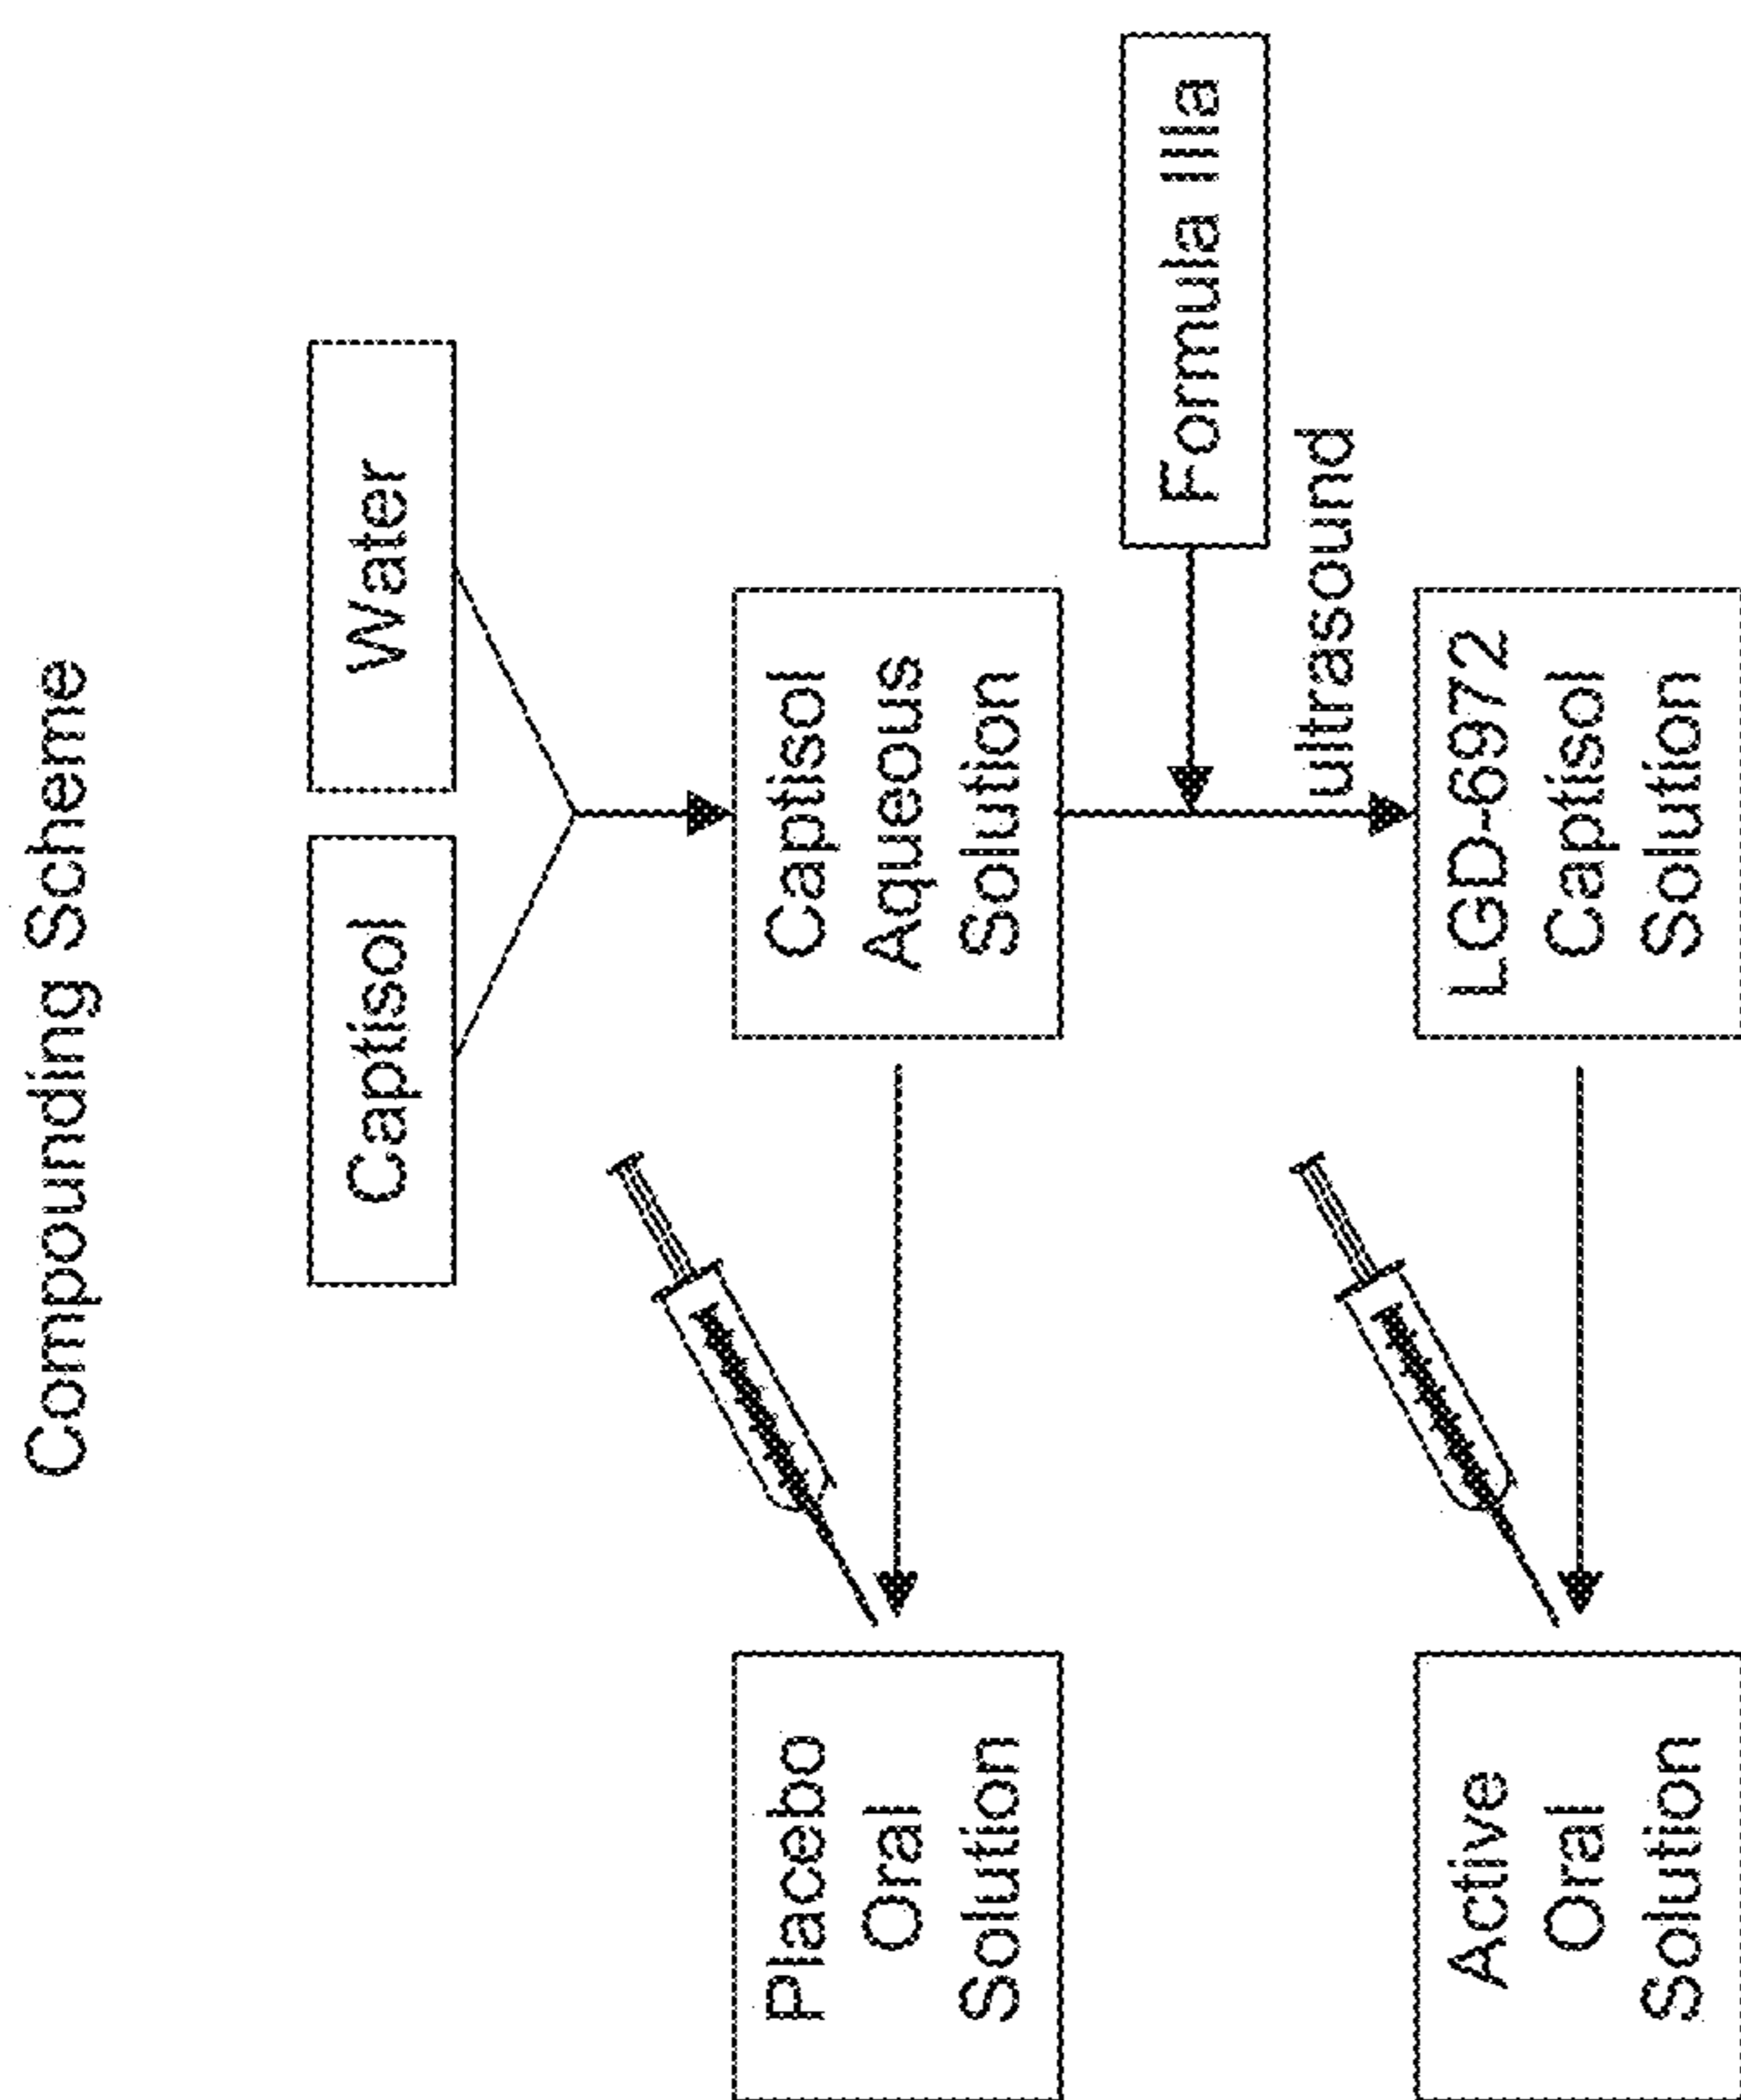 Compounding Scheme
Captisol
Water
Placebo
Oral
Solution
Captisol
Aqueous
Solution
Formula IIIa
ultrasound
Active
Oral
Solution
LGD-6972
Captisol
Solution